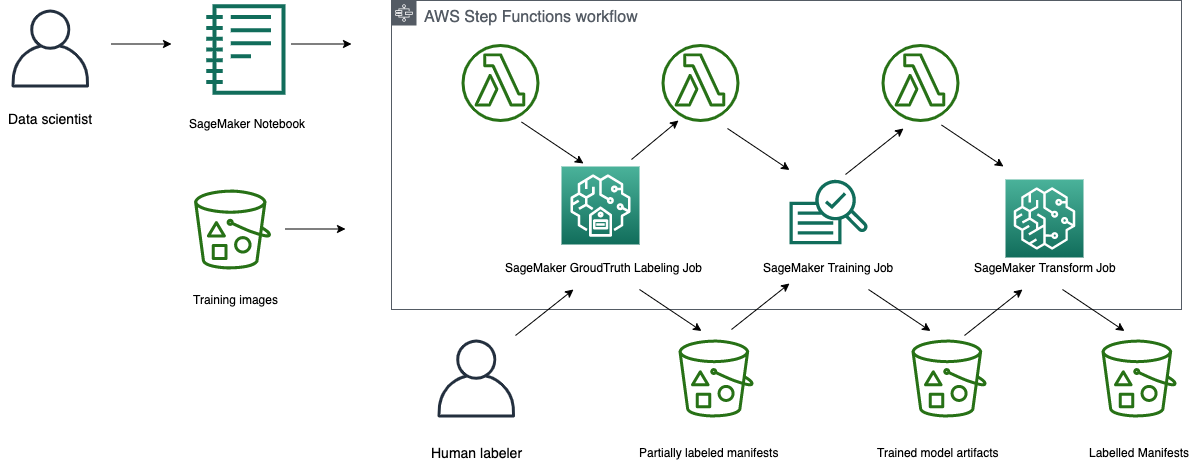 AWS Step Functions workflow
Data scientist
SageMaker Notebook
Training images
SageMaker GroudTruth Labeling Job
SageMaker Training Job
SageMaker Transform Job
Human labeler
Partially labeled manifests
Trained model artifacts
Labelled Manifests